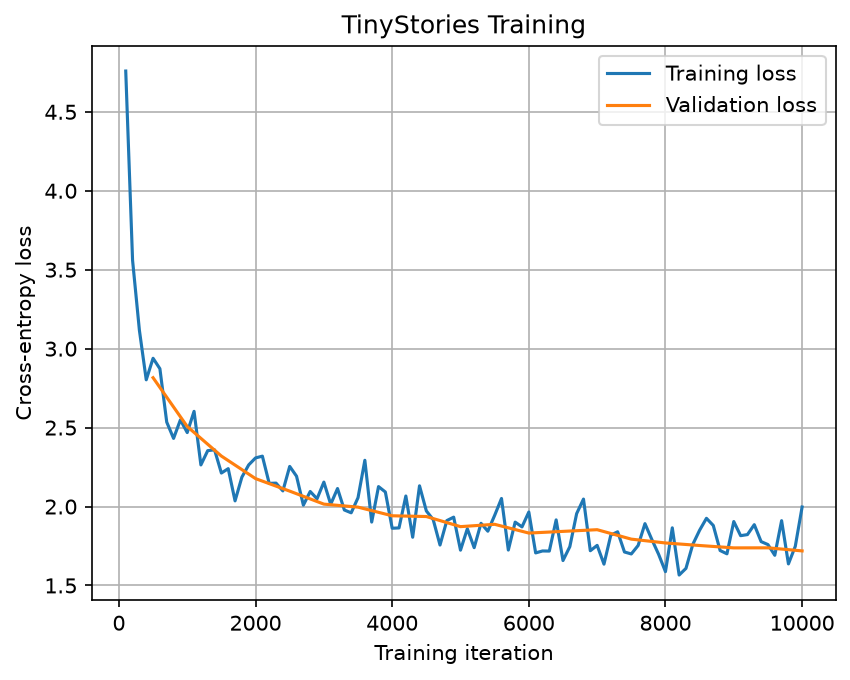 TinyStories Training
Training loss
Validation loss
4.5
4.0
3.5
3.0
2.5
2.0
1.5
Cross-entropy loss
0 2000 4000 6000 8000 10000
Training iteration